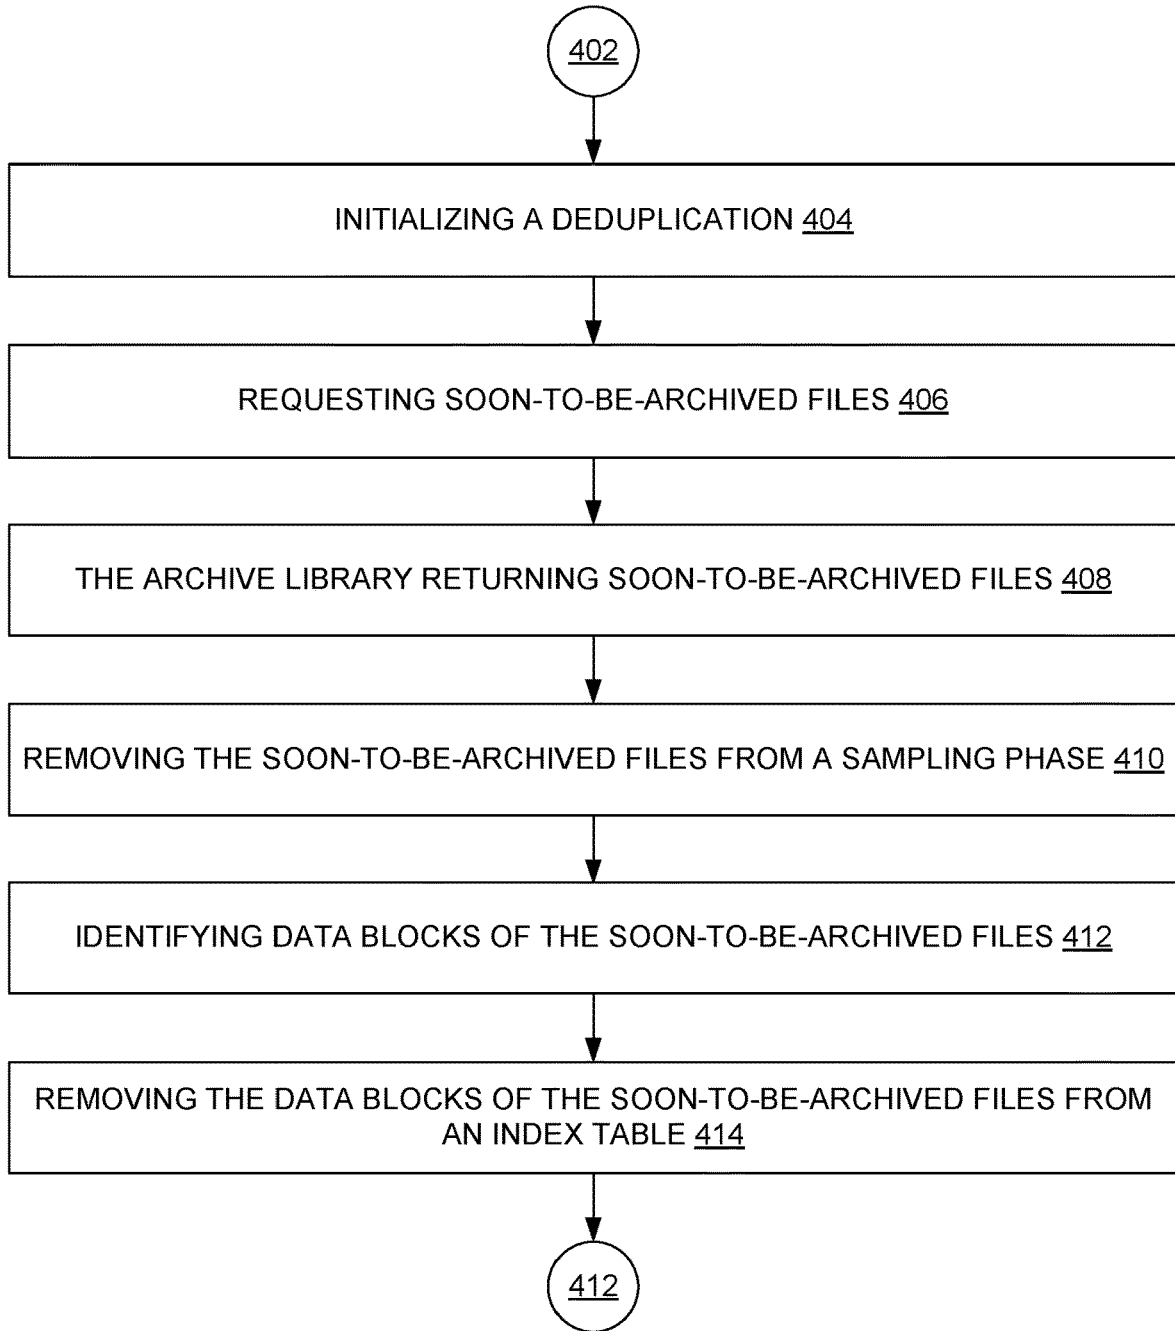 402
INITIALIZING A DEDUPLICATION 404
REQUESTING SOON-TO-BE-ARCHIVED FILES 406
THE ARCHIVE LIBRARY RETURNING SOON-TO-BE-ARCHIVED FILES 408
REMOVING THE SOON-TO-BE-ARCHIVED FILES FROM A SAMPLING PHASE 410
IDENTIFYING DATA BLOCKS OF THE SOON-TO-BE-ARCHIVED FILES 412
REMOVING THE DATA BLOCKS OF THE SOON-TO-BE-ARCHIVED FILES FROM
AN INDEX TABLE 414
412